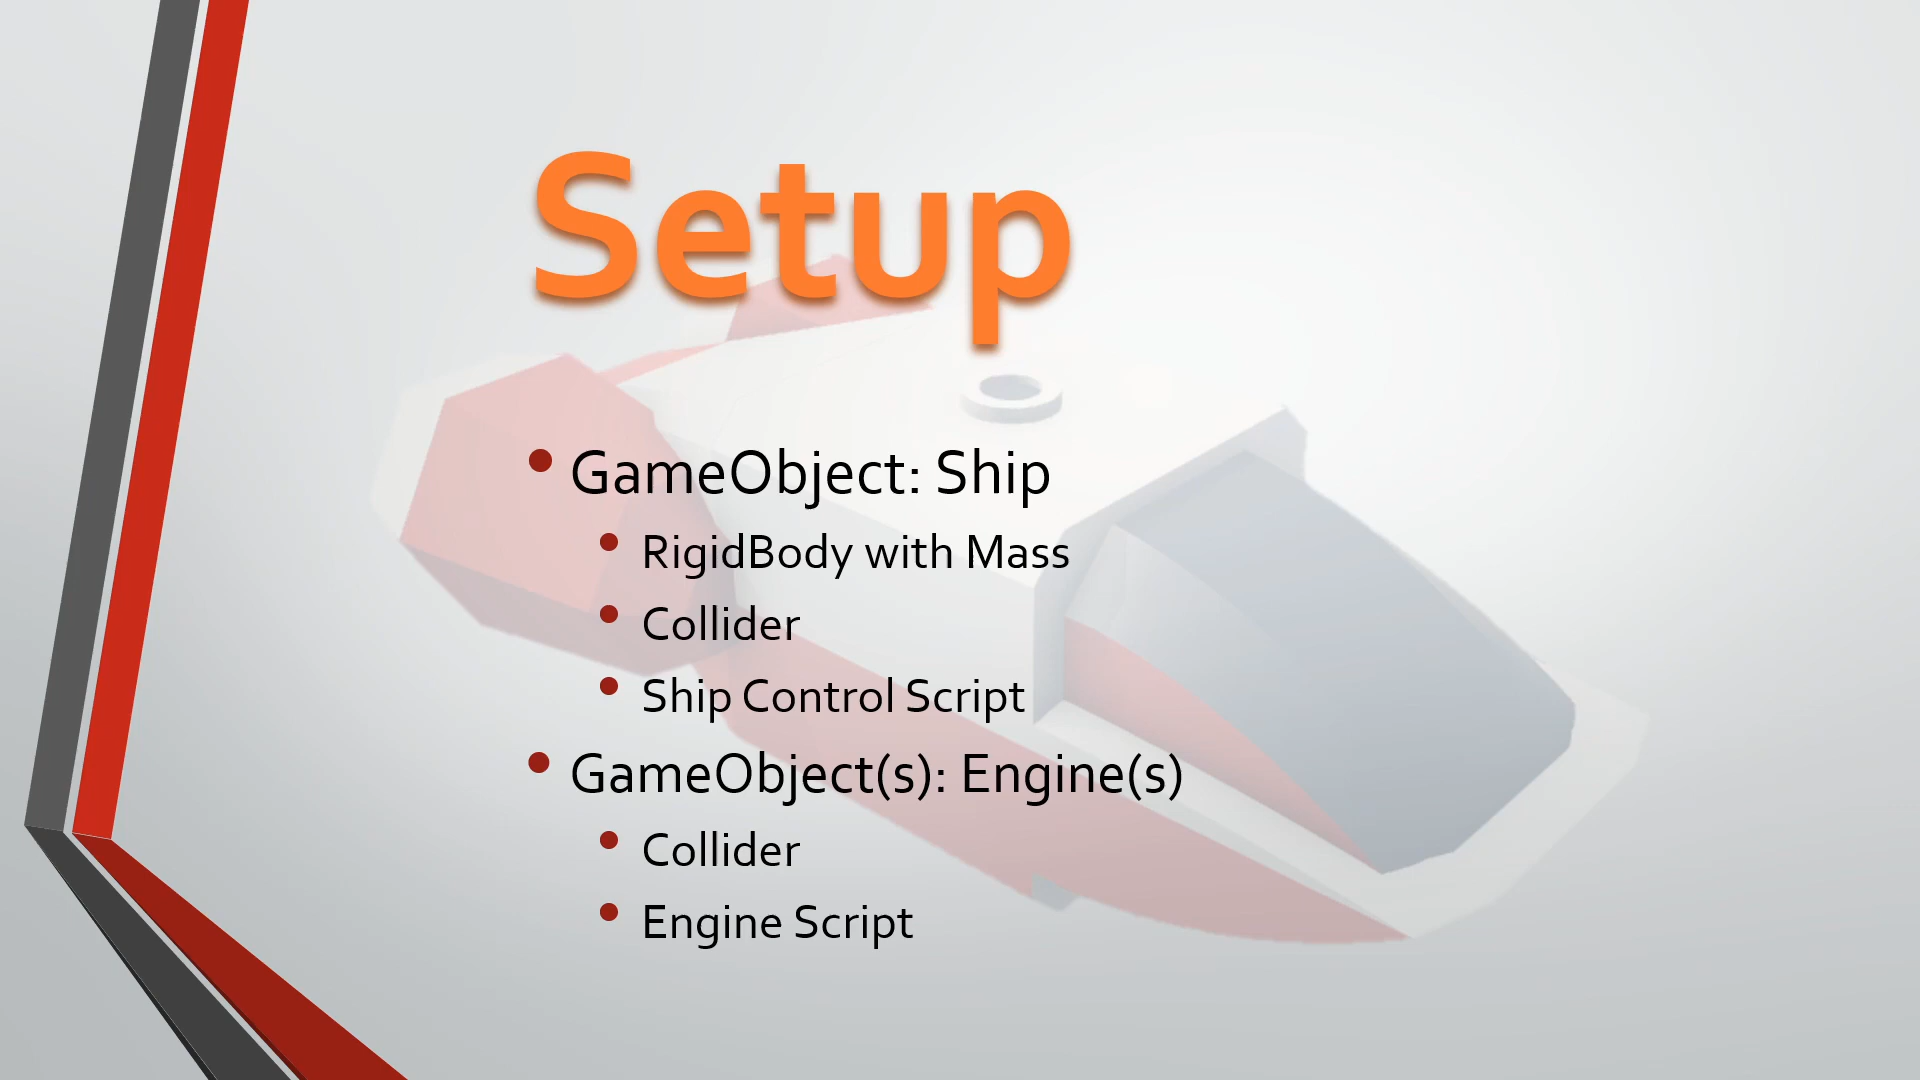 Setup
GameObject: Ship
RigidBody with Mass
Collider
Ship Control Script
GameObject(s): Engine(s)
Collider
Engine Script